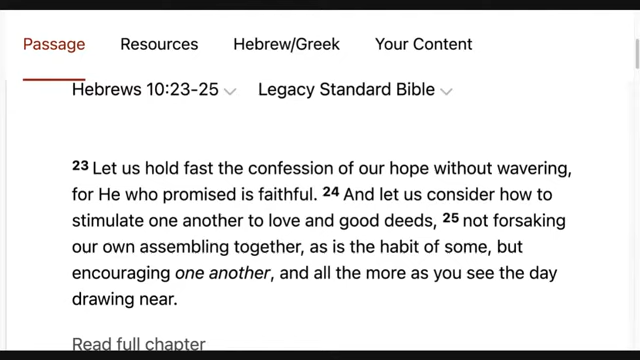 Passage Resources Hebrew/Greek Your Content
Hebrews 10:23-25 Legacy Standard Bible
23 Let us hold fast the confession of our hope without wavering,
for He who promised is faithful. 24 And let us consider how to
stimulate one another to love and good deeds, 25 not forsaking
our own assembling together, as is the habit of some, but
encouraging one another, and all the more as you see the day
drawing near.
Read full chapter